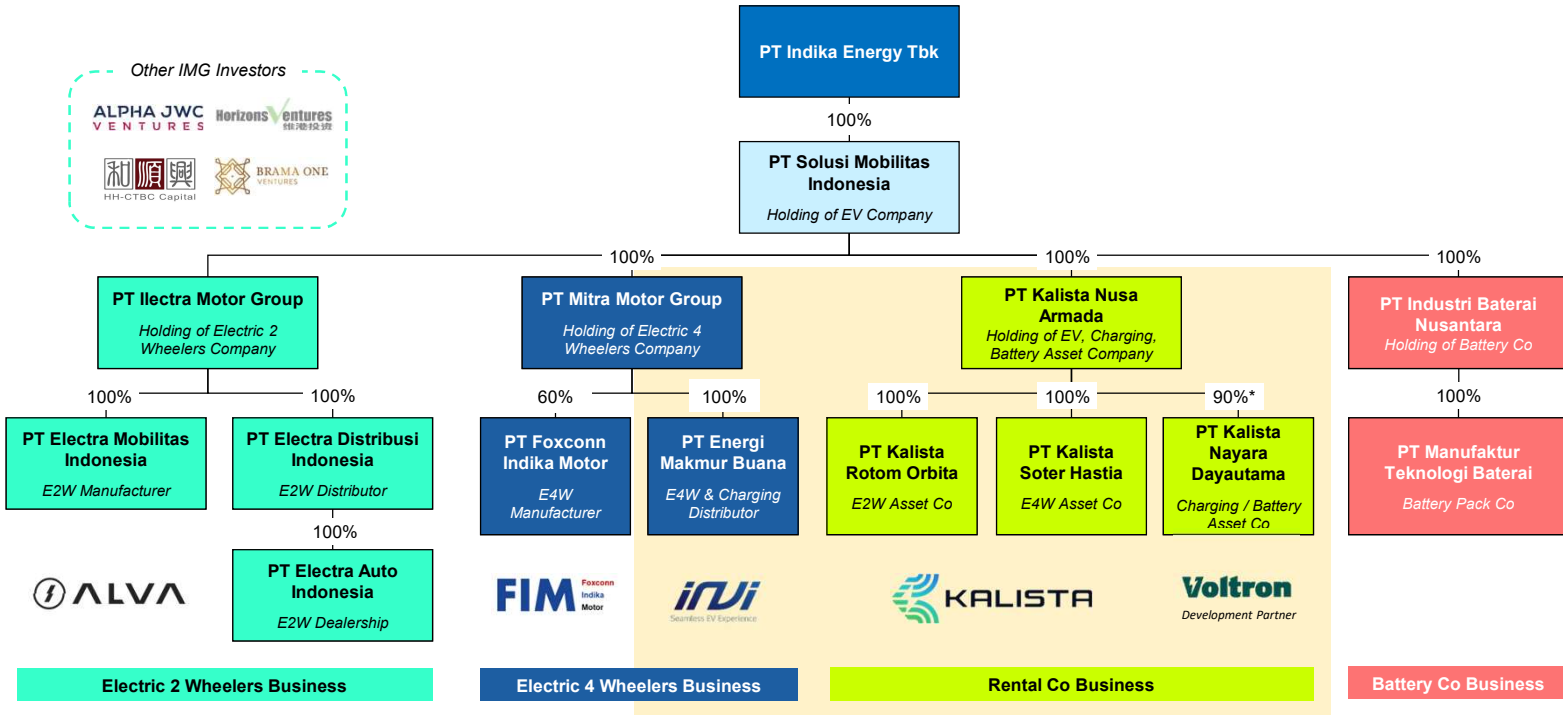 PT Indika Energy Tbk
Other IMG Investors
ALPHA JWC
VENTURES
Horizons Ventures
維港投資
和順興
HH-CTBC Capital
BRAMA ONE
VENTURES
100%
PT Solusi Mobilitas
Indonesia
Holding of EV Company
100%
100%
100%
100%
PT Ilectra Motor Group
Holding of Electric 2
Wheelers Company
PT Mitra Motor Group
Holding of Electric 4
Wheelers Company
PT Kalista Nusa
Armada
Holding of EV, Charging,
Battery Asset Company
PT Industri Baterai
Nusantara
Holding of Battery Co
100%
100%
60%
100%
100%
100%
90%*
100%
PT Electra Mobilitas
Indonesia
E2W Manufacturer
PT Electra Distribusi
Indonesia
E2W Distributor
PT Foxconn
Indika Motor
E4W
Manufacturer
PT Energi
Makmur Buana
E4W & Charging
Distributor
PT Kalista
Rotom Orbita
E2W Asset Co
PT Kalista
Soter Hastia
E4W Asset Co
PT Kalista
Nayara
Dayautama
Charging / Battery
Asset Co
PT Manufaktur
Teknologi Baterai
Battery Pack Co
100%
PT Electra Auto
Indonesia
E2W Dealership
ALVA
FIM
Foxconn
Indika
Motor
invi
Seamless EV Experience
KALISTA
Voltron
Development Partner
Electric 2 Wheelers Business
Electric 4 Wheelers Business
Rental Co Business
Battery Co Business